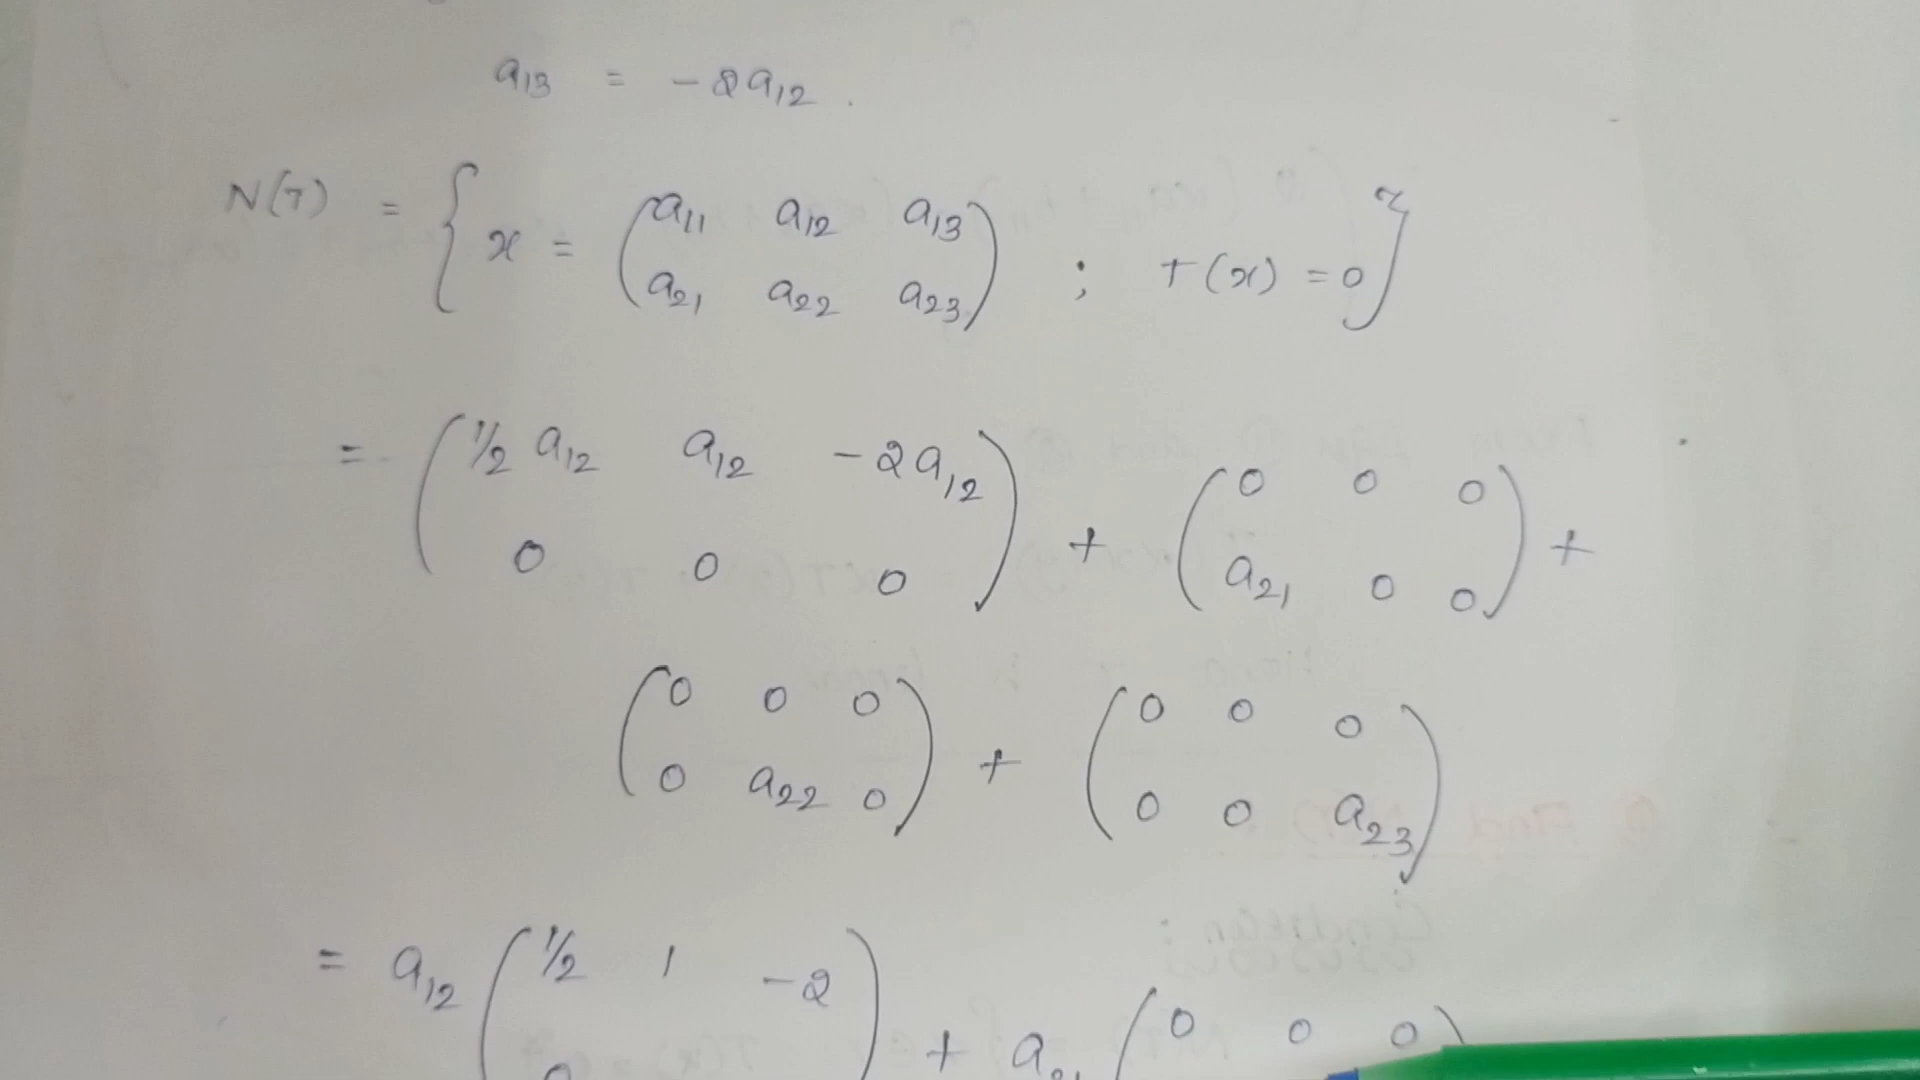 a₁₃ = - 2a₁₂ .
N(T) = { x = ( a₁₁ a₁₂ a₁₃
a₂₁ a₂₂ a₂₃ ) ; T(x) = 0 }
= ( 1/2 a₁₂ a₁₂ -2a₁₂
0 0 0 ) + ( 0 0 0
a₂₁ 0 0 ) +
( 0 0 0
0 a₂₂ 0 ) + ( 0 0 0
0 0 a₂₃ )
= a₁₂ ( 1/2 1 -2
0 ) + a₂₁ ( 0 0 0 )